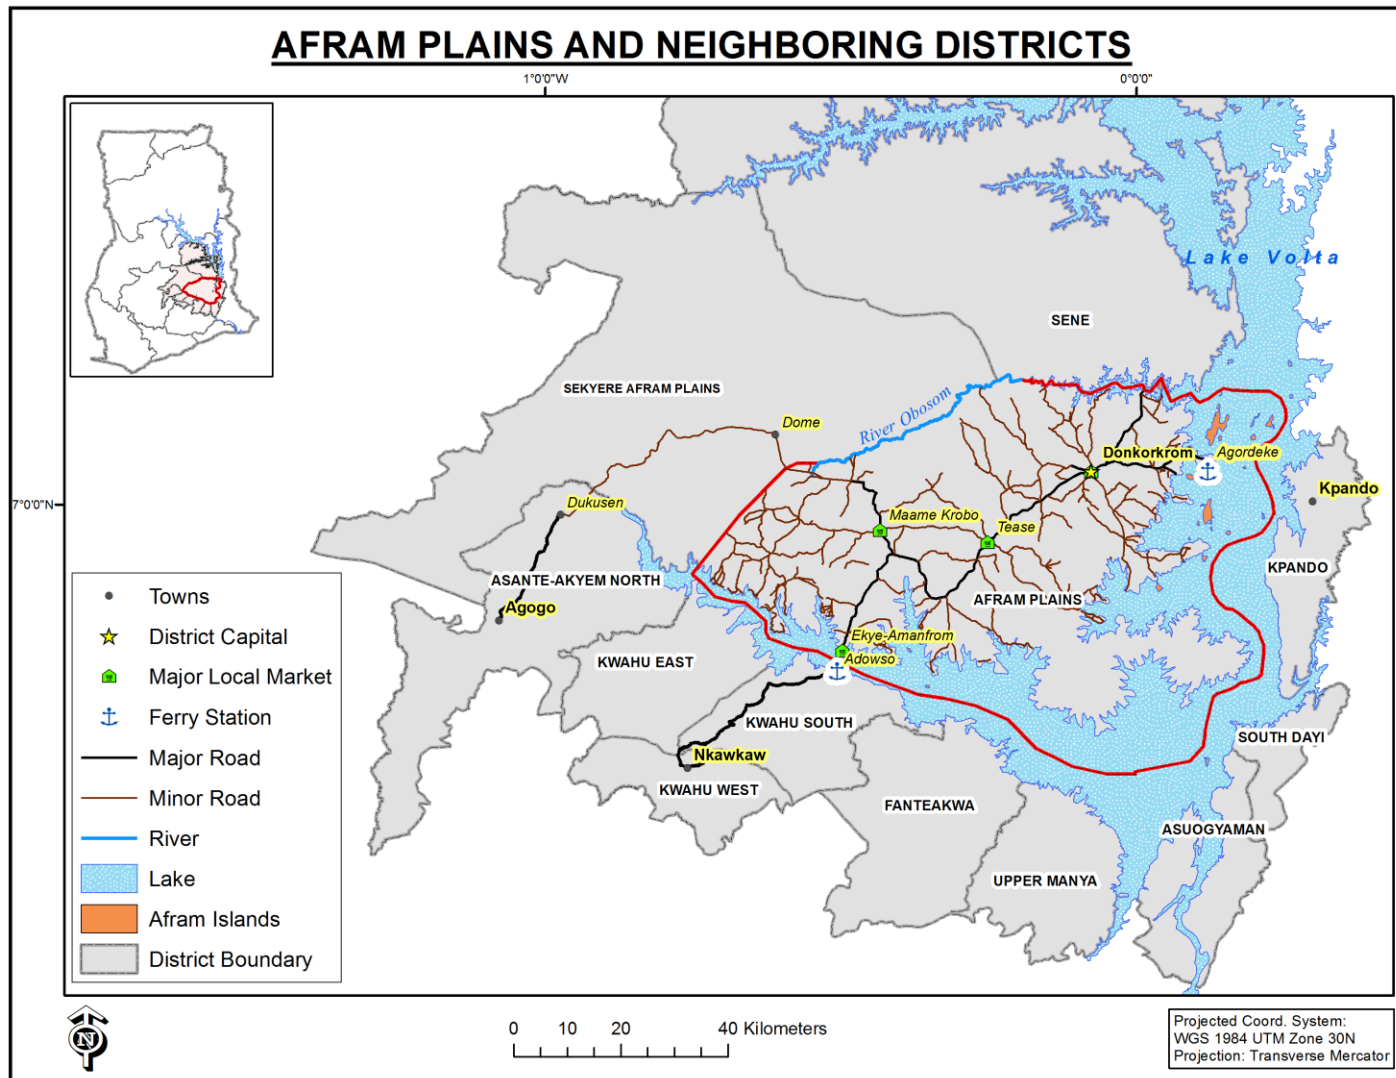 AFRAM PLAINS AND NEIGHBORING DISTRICTS
1°0'0"W
0°0'0"
Lake Volta
SENE
SEKYERE AFRAM PLAINS
River Obosom
Dome
Donkorkrom
Agordeke
7°0'0"N
Dukusen
Kpando
Maame Krobo
Tease
KPANDO
ASANTE-AKYEM NORTH
Agogo
AFRAM PLAINS
Ekye-Amanfrom
Adowso
KWAHU EAST
KWAHU SOUTH
SOUTH DAYI
Nkawkaw
KWAHU WEST
FANTEAKWA
ASUOGYAMAN
UPPER MANYA
Towns
District Capital
Major Local Market
Ferry Station
Major Road
Minor Road
River
Lake
Afram Islands
District Boundary
N
0 10 20 40 Kilometers
Projected Coord. System:
WGS 1984 UTM Zone 30N
Projection: Transverse Mercator